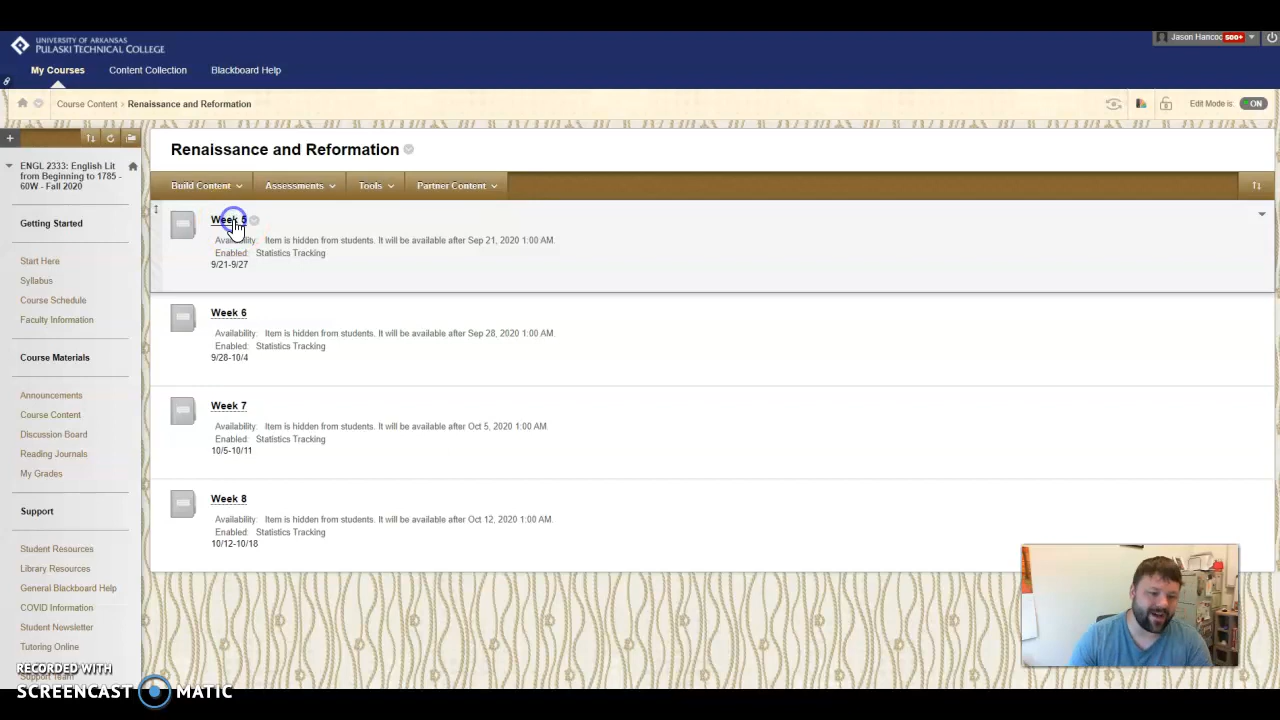 UNIVERSITY OF ARKANSAS
PULASKI TECHNICAL COLLEGE
Jason Hancoc 500+
My Courses Content Collection Blackboard Help
Course Content Renaissance and Reformation
Edit Mode is: ON
ENGL 2333: English Lit
from Beginning to 1785 -
60W - Fall 2020
Getting Started
Start Here
Syllabus
Course Schedule
Faculty Information
Course Materials
Announcements
Course Content
Discussion Board
Reading Journals
My Grades
Support
Student Resources
Library Resources
General Blackboard Help
COVID Information
Student Newsletter
Tutoring Online
Support Team
Renaissance and Reformation
Build Content Assessments Tools Partner Content
Week 5
Availability: Item is hidden from students. It will be available after Sep 21, 2020 1:00 AM.
Enabled: Statistics Tracking
9/21-9/27
Week 6
Availability: Item is hidden from students. It will be available after Sep 28, 2020 1:00 AM.
Enabled: Statistics Tracking
9/28-10/4
Week 7
Availability: Item is hidden from students. It will be available after Oct 5, 2020 1:00 AM.
Enabled: Statistics Tracking
10/5-10/11
Week 8
Availability: Item is hidden from students. It will be available after Oct 12, 2020 1:00 AM.
Enabled: Statistics Tracking
10/12-10/18
RECORDED WITH
SCREENCAST MATIC